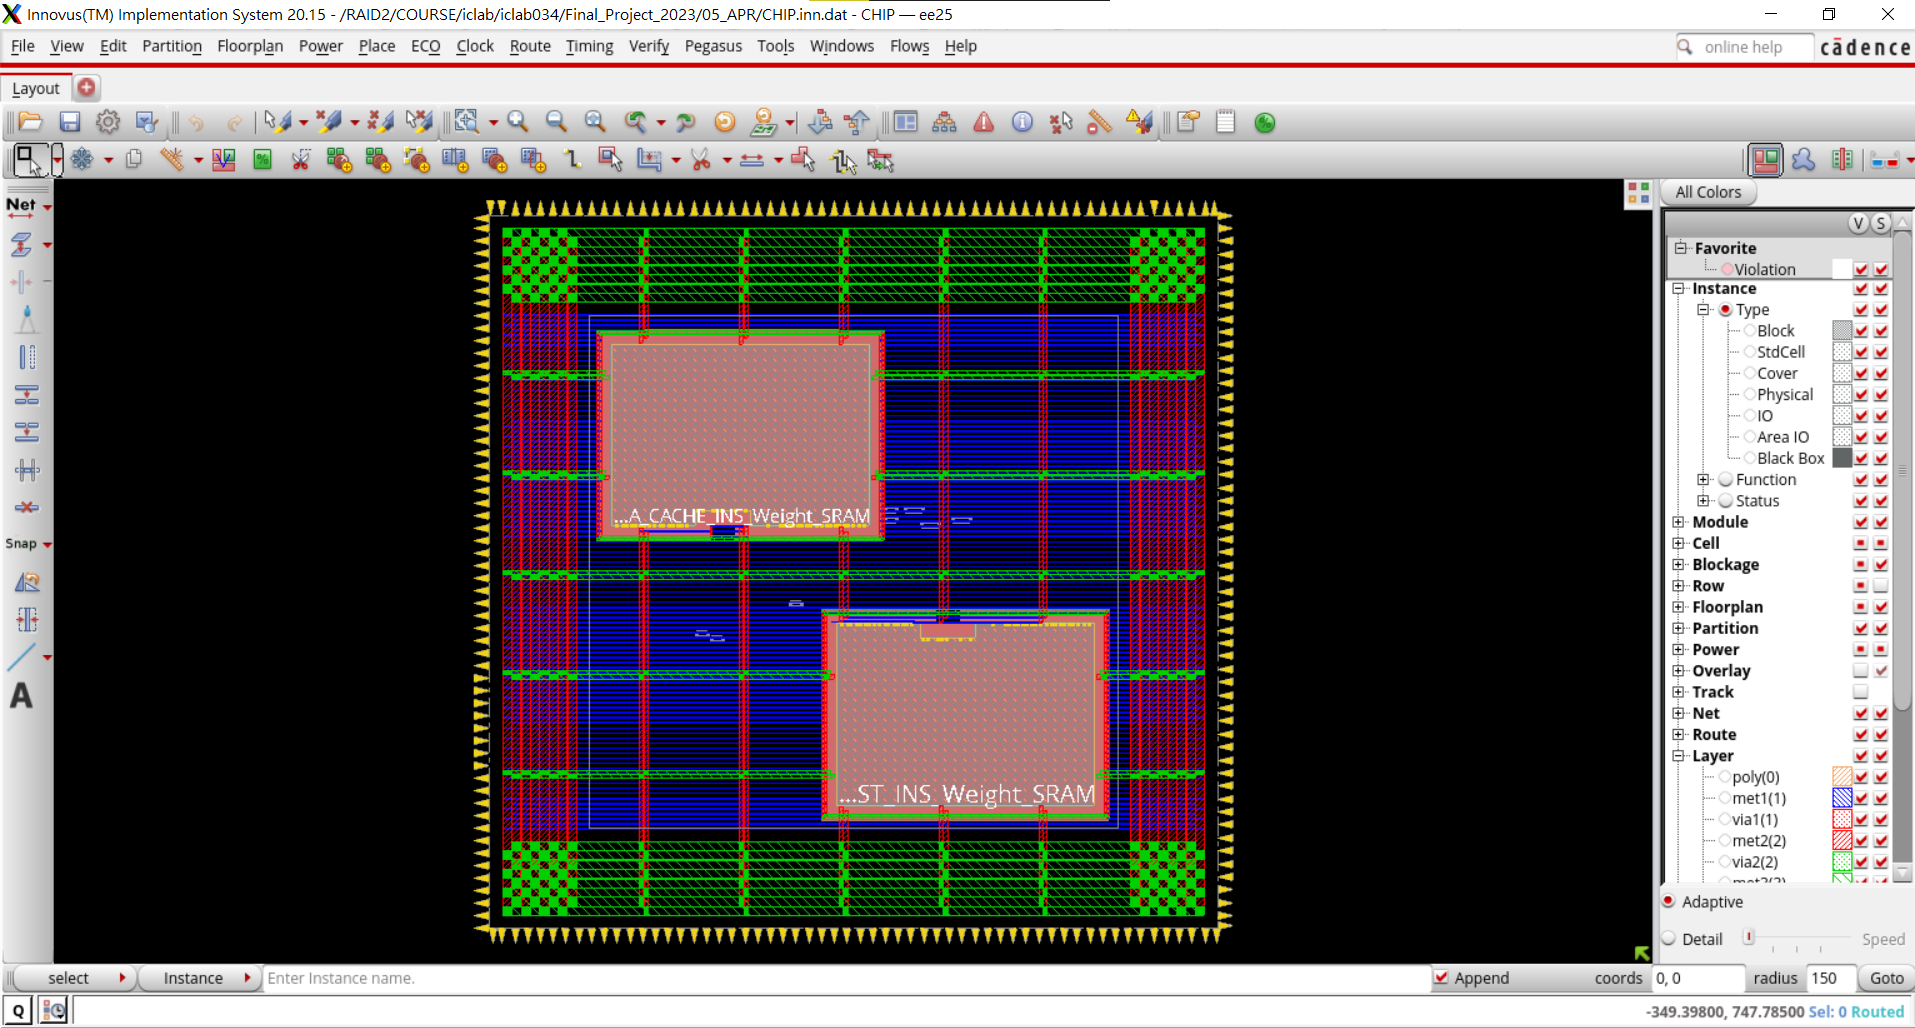 Innovus(TM) Implementation System 20.15 - /RAID2/COURSE/iclab/iclab034/Final_Project_2023/05_APR/CHIP.inn.dat - CHIP — ee25
File View Edit Partition Floorplan Power Place ECO Clock Route Timing Verify Pegasus Tools Windows Flows Help
online help
cādence
Layout
All Colors
Net
V S
Favorite
Violation
Instance
Type
Block
StdCell
Cover
Physical
IO
Area IO
Black Box
Function
Status
Module
Cell
Blockage
Row
Floorplan
Partition
Power
Overlay
Track
Net
Route
Layer
poly(0)
met1(1)
via1(1)
met2(2)
via2(2)
met3(3)
...A_CACHE_INS_Weight_SRAM
...ST_INS_Weight_SRAM
Snap
A
Adaptive
Detail
Speed
select
Instance
Enter Instance name.
Append
coords 0, 0
radius 150
Goto
Q
-349.39800, 747.78500 Sel: 0 Routed